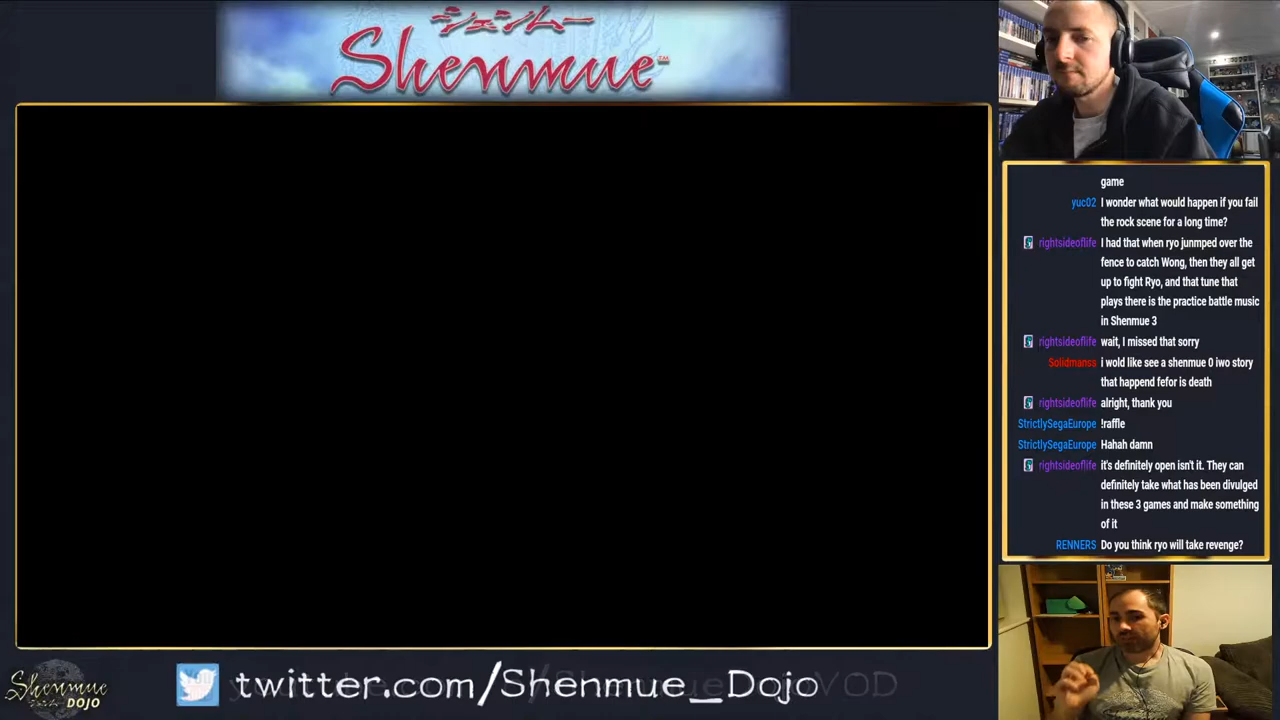 シェンムー
Shenmue™
game
yuc02 I wonder what would happen if you fail
the rock scene for a long time?
rightsideoflife I had that when ryo junmped over the
fence to catch Wong, then they all get
up to fight Ryo, and that tune that
plays there is the practice battle music
in Shenmue 3
rightsideoflife wait, I missed that sorry
Solidmanss i wold like see a shenmue 0 iwo story
that happend fefor is death
rightsideoflife alright, thank you
StrictlySegaEurope !raffle
StrictlySegaEurope Hahah damn
rightsideoflife it's definitely open isn't it. They can
definitely take what has been divulged
in these 3 games and make something
of it
RENNERS Do you think ryo will take revenge?
Shenmue
DOJO
twitter.com/Shenmue_Dojo